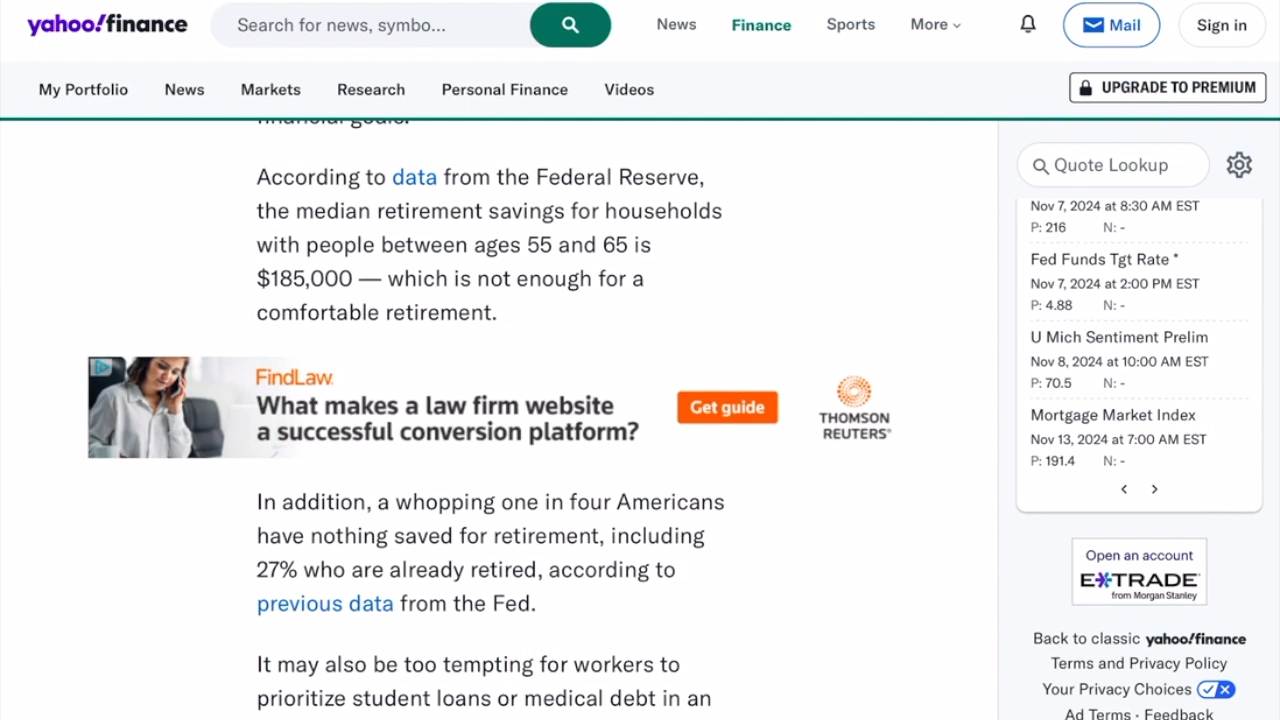 yahoo!finance
Search for news, symbo...
News
Finance
Sports
More
Mail
Sign in
My Portfolio
News
Markets
Research
Personal Finance
Videos
UPGRADE TO PREMIUM
financial goals.
According to data from the Federal Reserve,
the median retirement savings for households
with people between ages 55 and 65 is
$185,000 — which is not enough for a
comfortable retirement.
FindLaw.
What makes a law firm website
a successful conversion platform?
Get guide
THOMSON
REUTERS®
In addition, a whopping one in four Americans
have nothing saved for retirement, including
27% who are already retired, according to
previous data from the Fed.
It may also be too tempting for workers to
prioritize student loans or medical debt in an
Quote Lookup
Nov 7, 2024 at 8:30 AM EST
P: 216 N: -
Fed Funds Tgt Rate *
Nov 7, 2024 at 2:00 PM EST
P: 4.88 N: -
U Mich Sentiment Prelim
Nov 8, 2024 at 10:00 AM EST
P: 70.5 N: -
Mortgage Market Index
Nov 13, 2024 at 7:00 AM EST
P: 191.4 N: -
Open an account
E*TRADE
from Morgan Stanley
Back to classic yahoo!finance
Terms and Privacy Policy
Your Privacy Choices
Ad Terms · Feedback